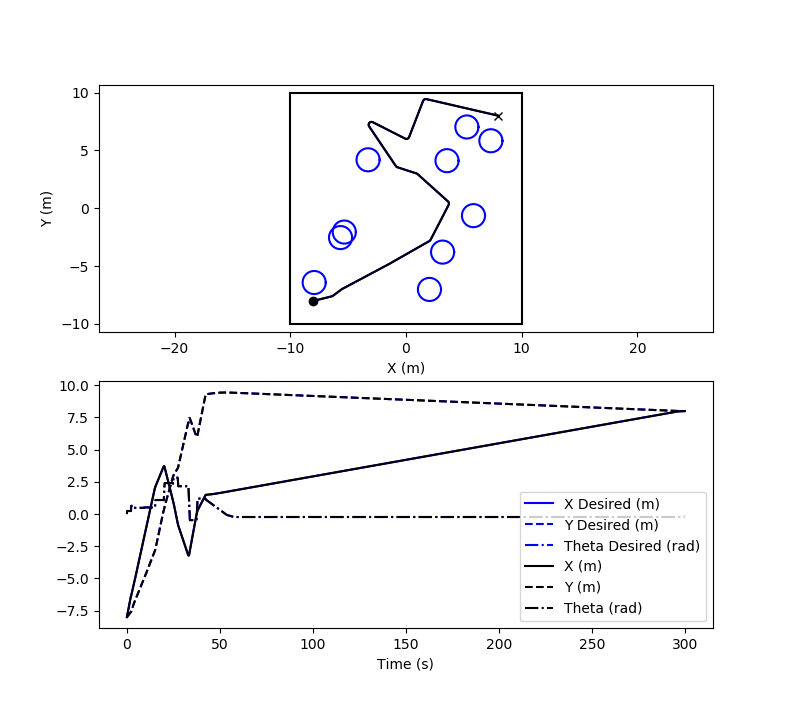 10
5
0
−5
−10
Y (m)
−20
−10
0
10
20
X (m)
10.0
7.5
5.0
2.5
0.0
−2.5
−5.0
−7.5
X Desired (m)
Y Desired (m)
Theta Desired (rad)
X (m)
Y (m)
Theta (rad)
0
50
100
150
200
250
300
Time (s)